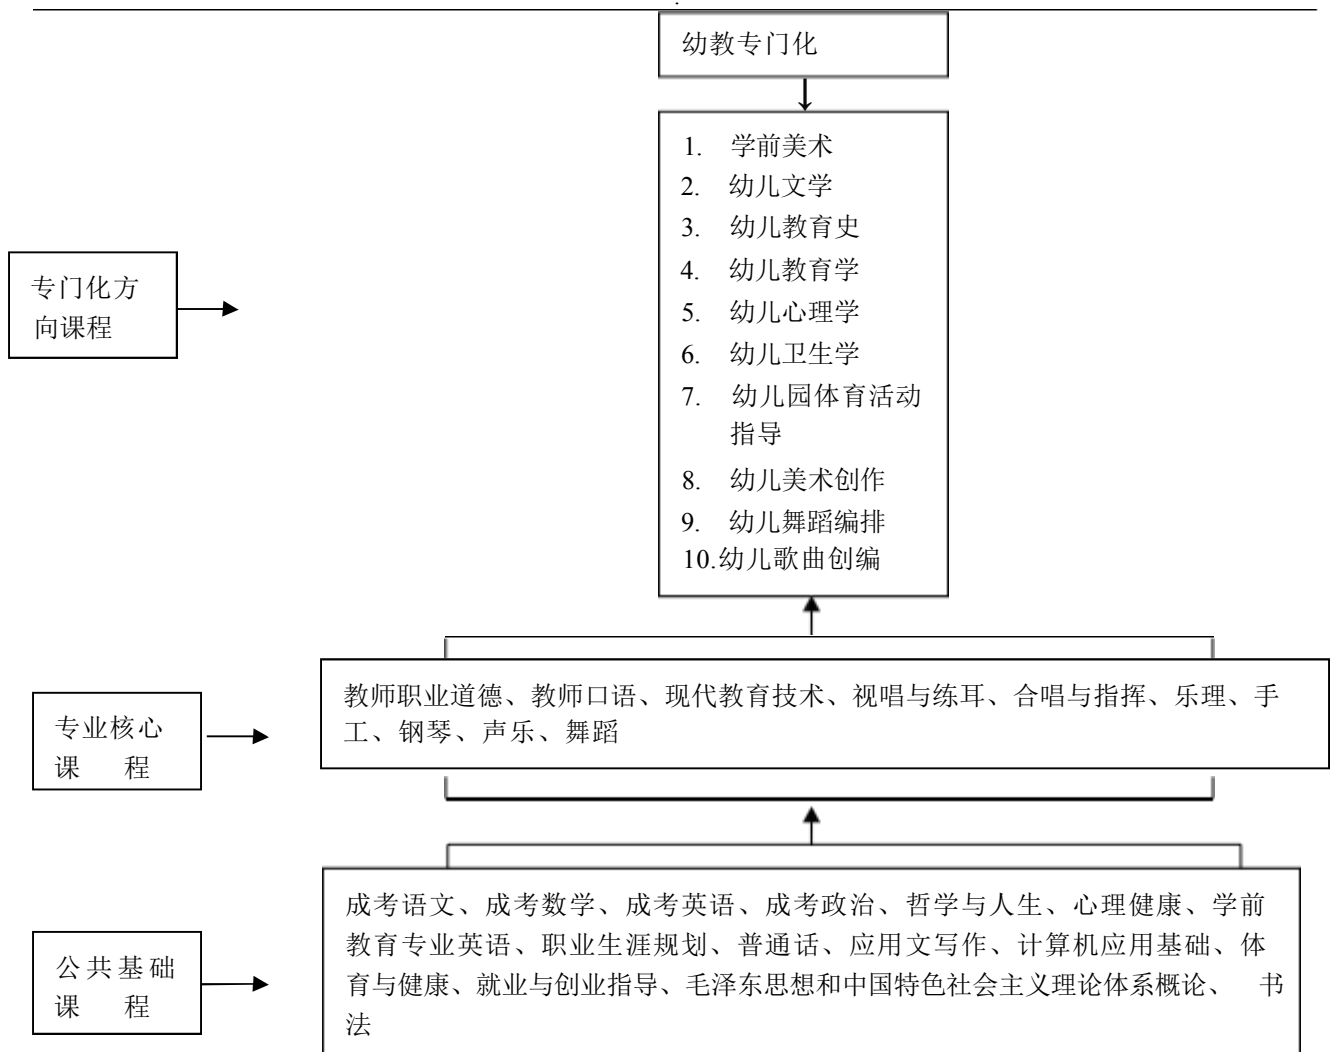 幼教专门化
1. 学前美术
2. 幼儿文学
3. 幼儿教育史
4. 幼儿教育学
5. 幼儿心理学
6. 幼儿卫生学
7. 幼儿园体育活动
指导
8. 幼儿美术创作
9. 幼儿舞蹈编排
10.幼儿歌曲创编
专门化方
向课程
教师职业道德、教师口语、现代教育技术、视唱与练耳、合唱与指挥、乐理、手
工、钢琴、声乐、舞蹈
专业核心
课 程
成考语文、成考数学、成考英语、成考政治、哲学与人生、心理健康、学前
教育专业英语、职业生涯规划、普通话、应用文写作、计算机应用基础、体
育与健康、就业与创业指导、毛泽东思想和中国特色社会主义理论体系概论、 书
法
公共基础
课 程